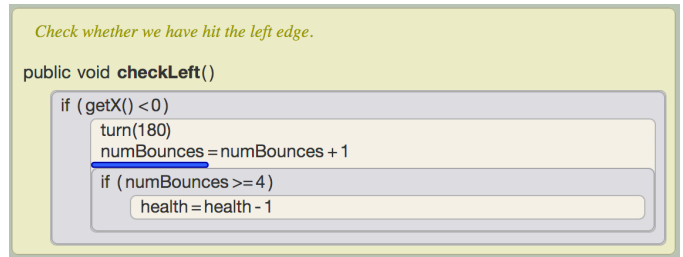 Check whether we have hit the left edge.
public void checkLeft()
if (getX() <0)
turn(180)
numBounces = numBounces + 1
if (numBounces >= 4)
health = health - 1